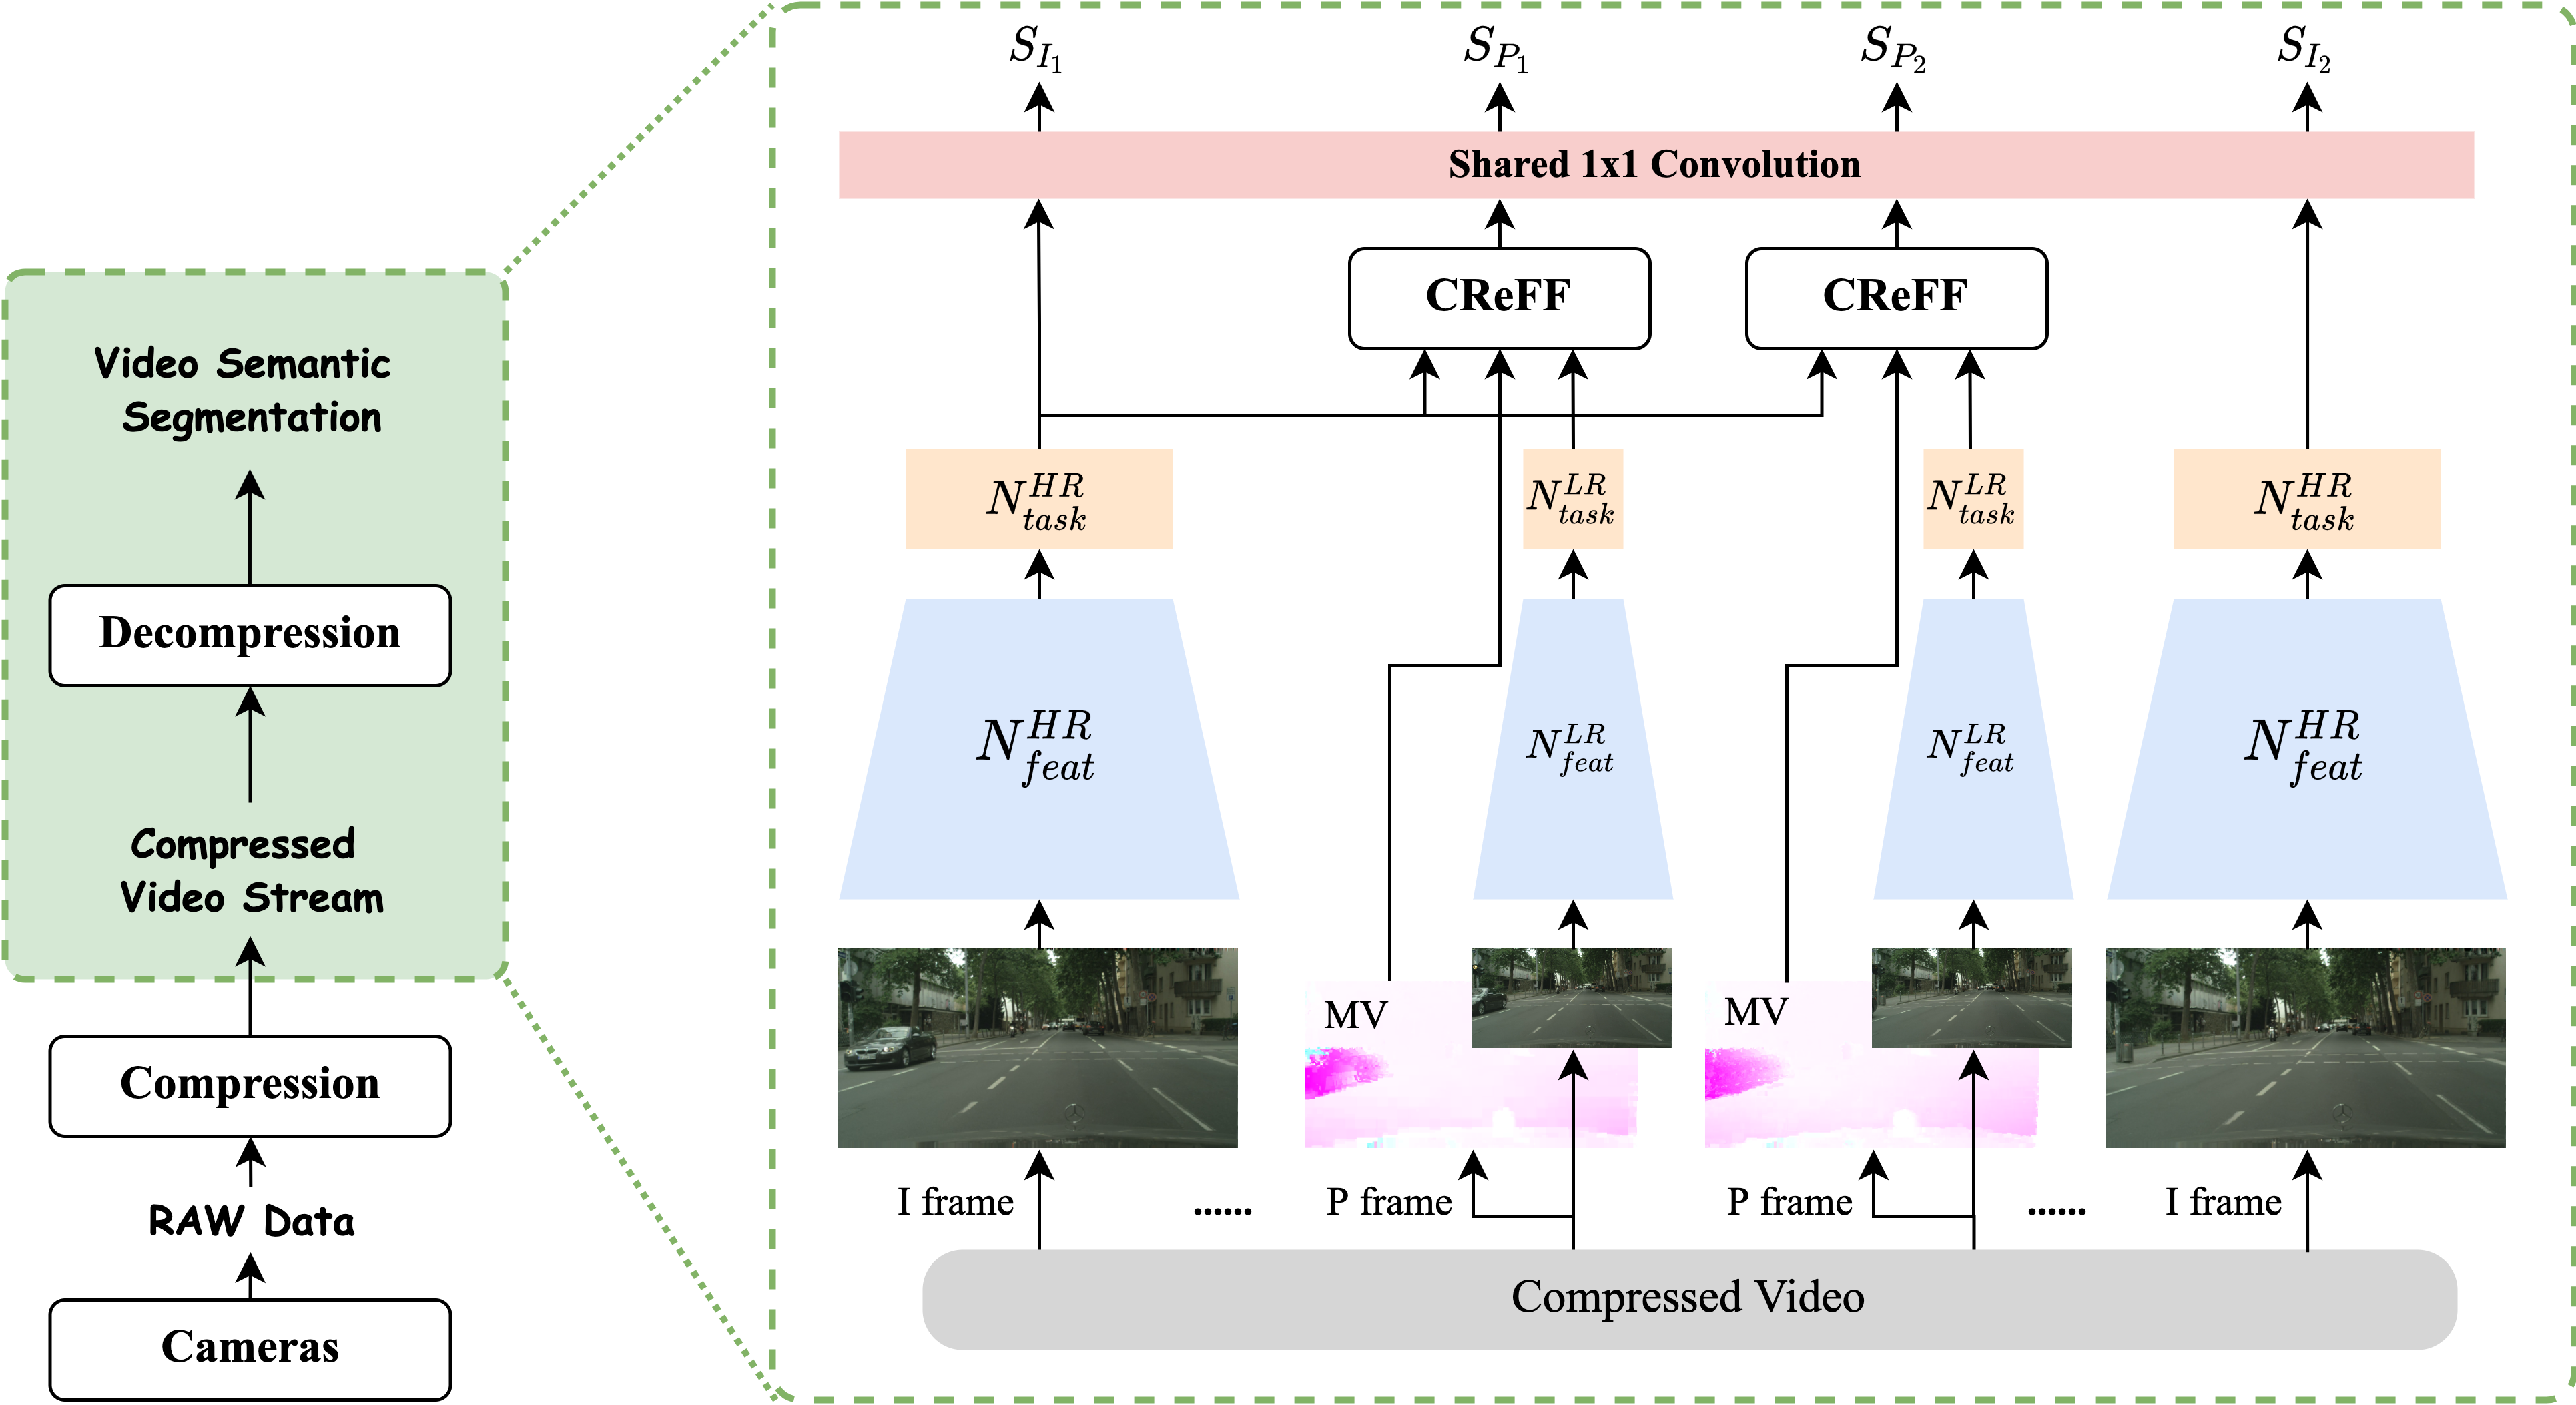 Video Semantic
Segmentation
Decompression
Compressed
Video Stream
Compression
RAW Data
Cameras
S_{I_1} S_{P_1} S_{P_2} S_{I_2}
Shared 1x1 Convolution
CReFF CReFF
N_{task}^{HR} N_{task}^{LR} N_{task}^{LR} N_{task}^{HR}
N_{feat}^{HR} N_{feat}^{LR} N_{feat}^{LR} N_{feat}^{HR}
MV MV
I frame ...... P frame P frame ...... I frame
Compressed Video